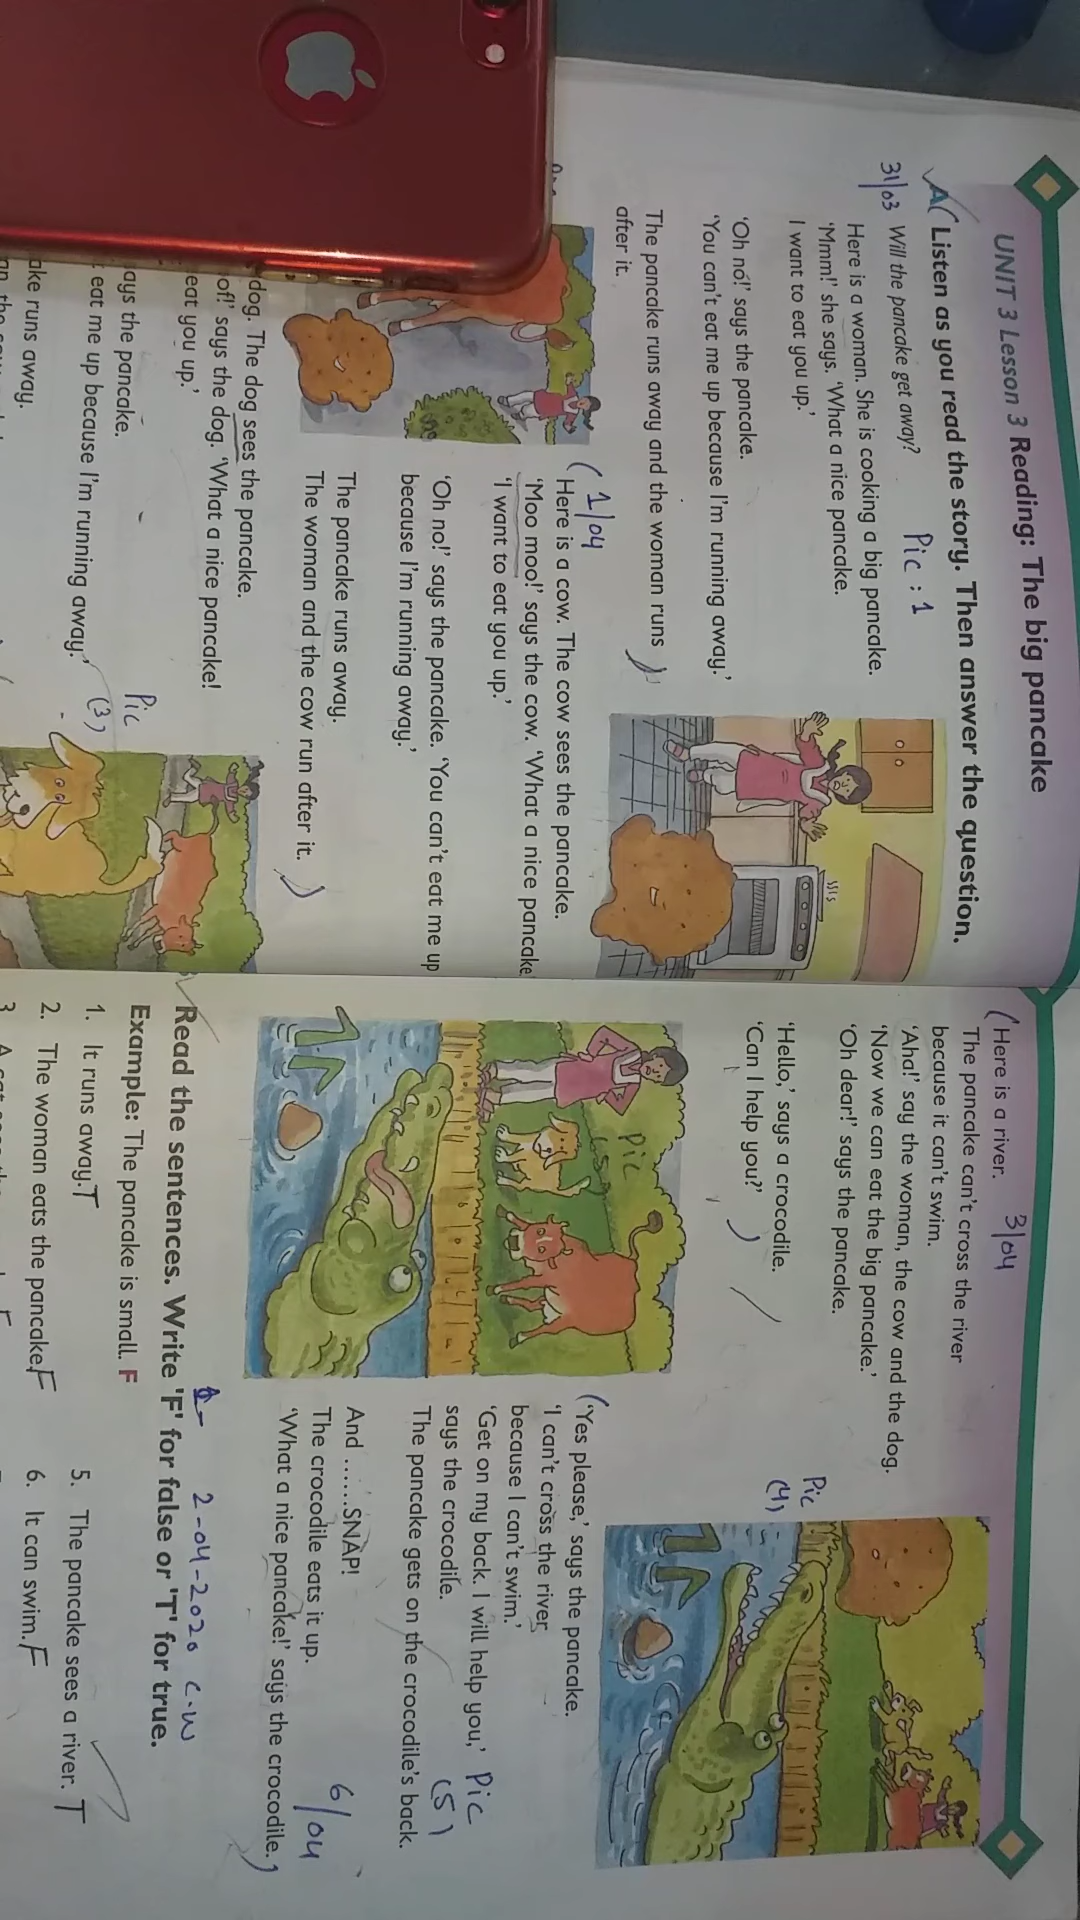 UNIT 3 Lesson 3 Reading: The big pancake
A Listen as you read the story. Then answer the question.
31/03 Will the pancake get away? Pic : 1
Here is a woman. She is cooking a big pancake.
'Mmm!' she says. 'What a nice pancake.
I want to eat you up.'
'Oh no!' says the pancake.
'You can't eat me up because I'm running away.'
The pancake runs away and the woman runs
after it.
1/04
Here is a cow. The cow sees the pancake.
'Moo moo!' says the cow. 'What a nice pancake
'I want to eat you up.'
'Oh no!' says the pancake. 'You can't eat me up
because I'm running away.'
The pancake runs away.
The woman and the cow run after it.
dog. The dog sees the pancake.
of!' says the dog. 'What a nice pancake!
eat you up.'
says the pancake.
eat me up because I'm running away.'
Pic
(3)
ake runs away.
3/04
Here is a river.
The pancake can't cross the river
because it can't swim.
'Aha!' say the woman, the cow and the dog.
'Now we can eat the big pancake.'
'Oh dear!' says the pancake.
'Hello,' says a crocodile.
'Can I help you?'
Pic
(4)
Pic
'Yes please,' says the pancake.
'I can't cross the river
because I can't swim.'
'Get on my back. I will help you,'
says the crocodile.
Pic
(5)
The pancake gets on the crocodile's back.
And ......SNAP!
The crocodile eats it up.
'What a nice pancake!' says the crocodile.
6/04
2-04-2020 C.W
Read the sentences. Write 'F' for false or 'T' for true.
Example: The pancake is small. F
1. It runs away. T
2. The woman eats the pancake. F
3
5. The pancake sees a river. T
6. It can swim. F